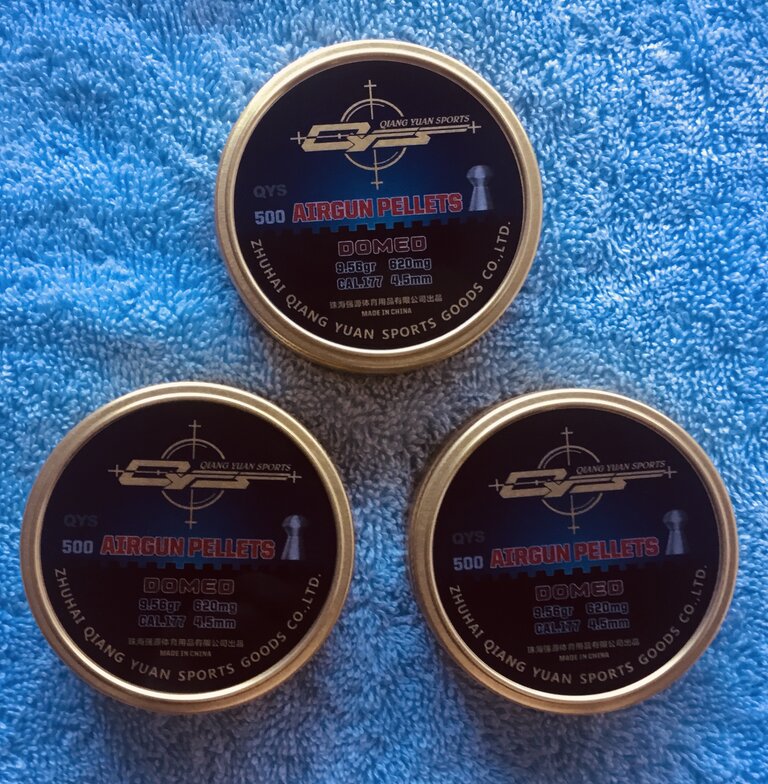 QIANG YUAN SPORTS
QYS
QYS
500 AIRGUN PELLETS
DOMED
9.56gr 620mg
CAL.177 4.5mm
珠海强源体育用品有限公司出品
MADE IN CHINA
ZHUHAI QIANG YUAN SPORTS GOODS CO.,LTD.
QIANG YUAN SPORTS
QYS
QYS
500 AIRGUN PELLETS
DOMED
9.56gr 620mg
CAL.177 4.5mm
珠海强源体育用品有限公司出品
MADE IN CHINA
ZHUHAI QIANG YUAN SPORTS GOODS CO.,LTD.
QIANG YUAN SPORTS
QYS
QYS
500 AIRGUN PELLETS
DOMED
9.56gr 620mg
CAL.177 4.5mm
珠海强源体育用品有限公司出品
MADE IN CHINA
ZHUHAI QIANG YUAN SPORTS GOODS CO.,LTD.